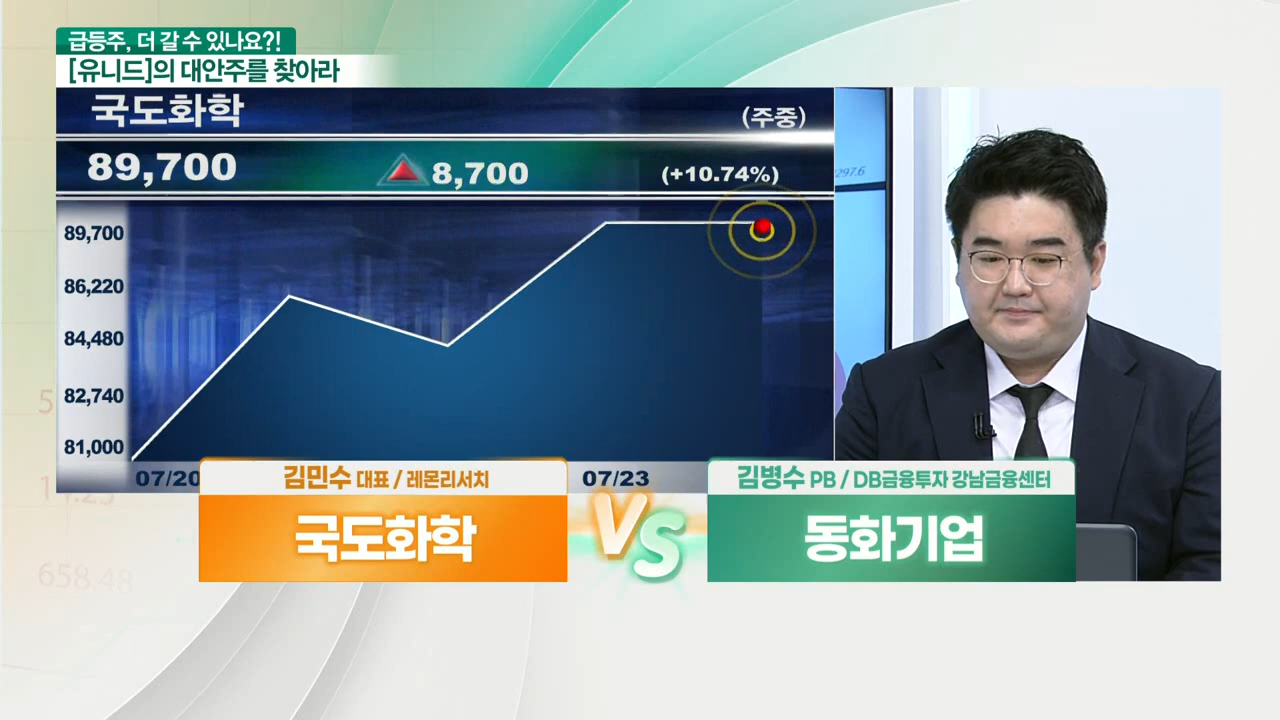 급등주, 더 갈 수 있나요?!
[유니드]의 대안주를 찾아라
국도화학 (주중)
89,700 8,700 (+10.74%)
297.6
89,700
86,220
84,480
82,740
81,000
07/20 07/23
김민수 대표 / 레몬리서치
국도화학
VS
김병수 PB / DB금융투자 강남금융센터
동화기업
658.48